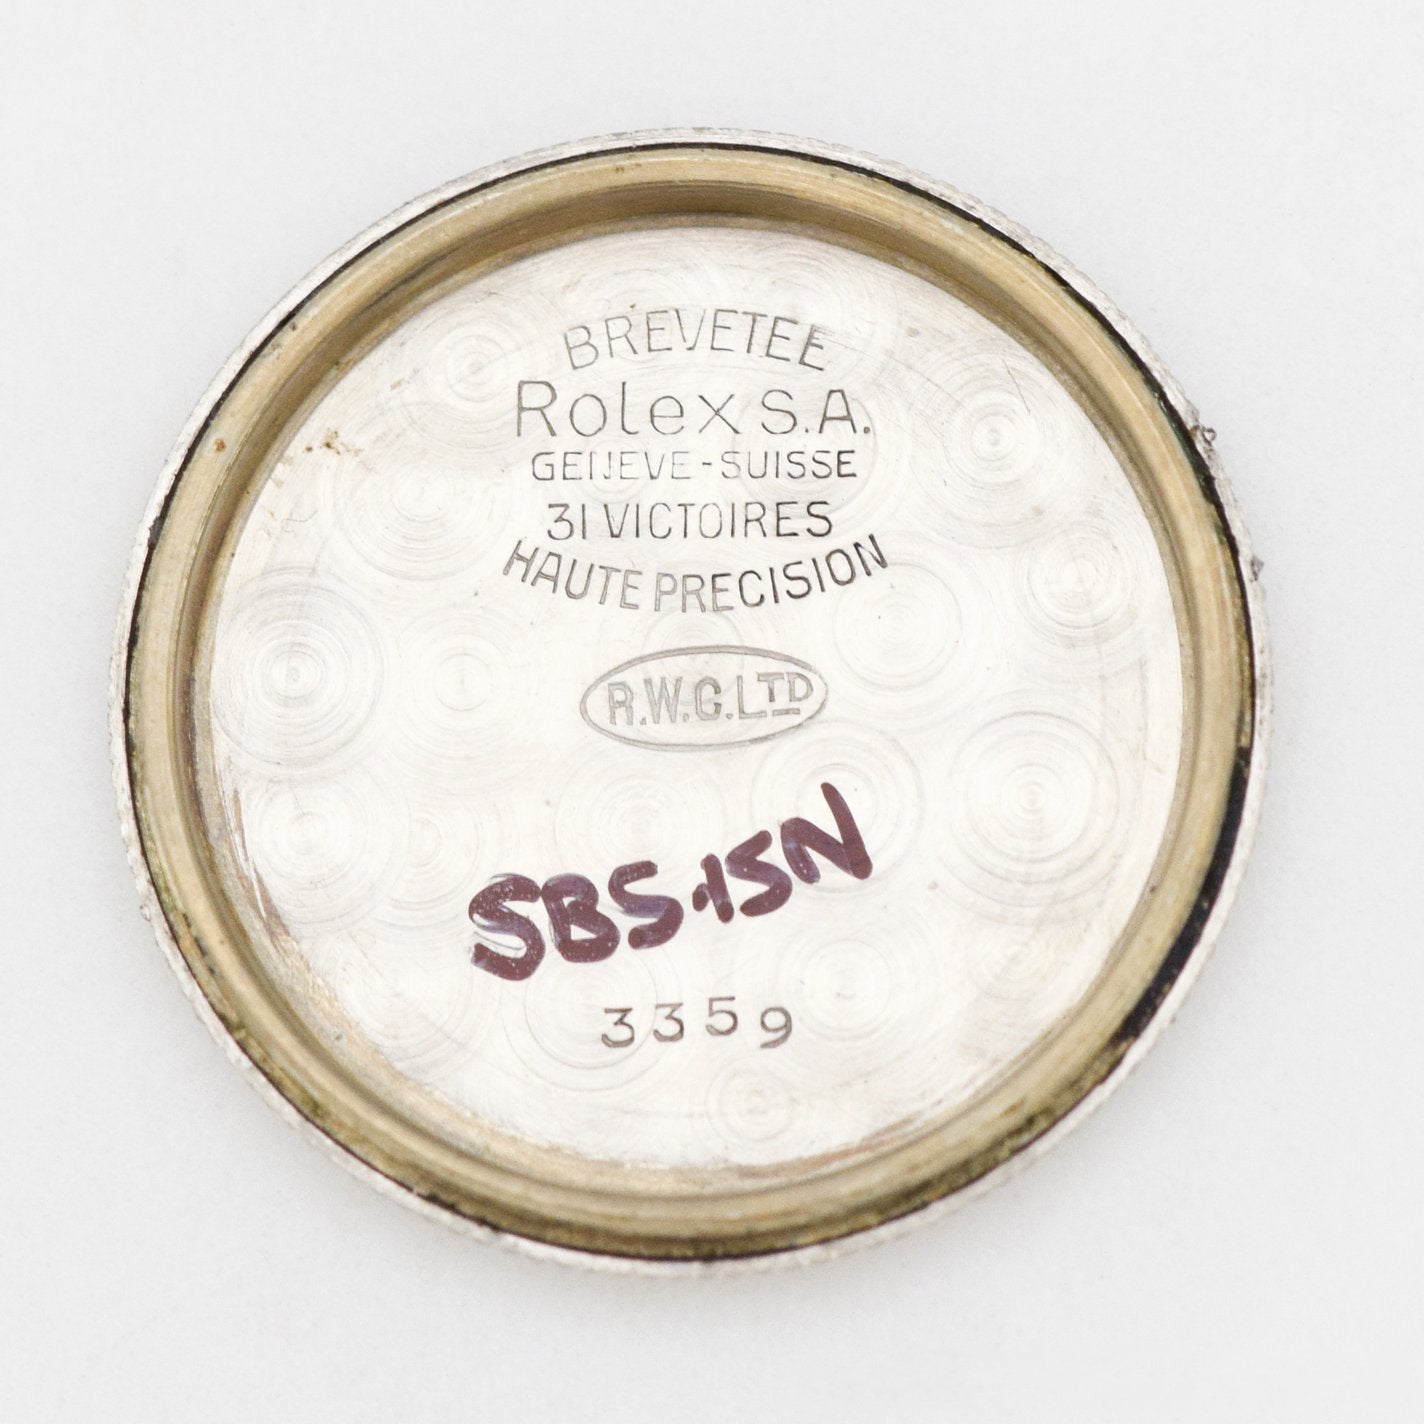 BREVETEE
Rolex S.A.
GENEVE-SUISSE
31 VICTOIRES
HAUTE PRECISION
R.W.C.LTD
SBS·15N
3359